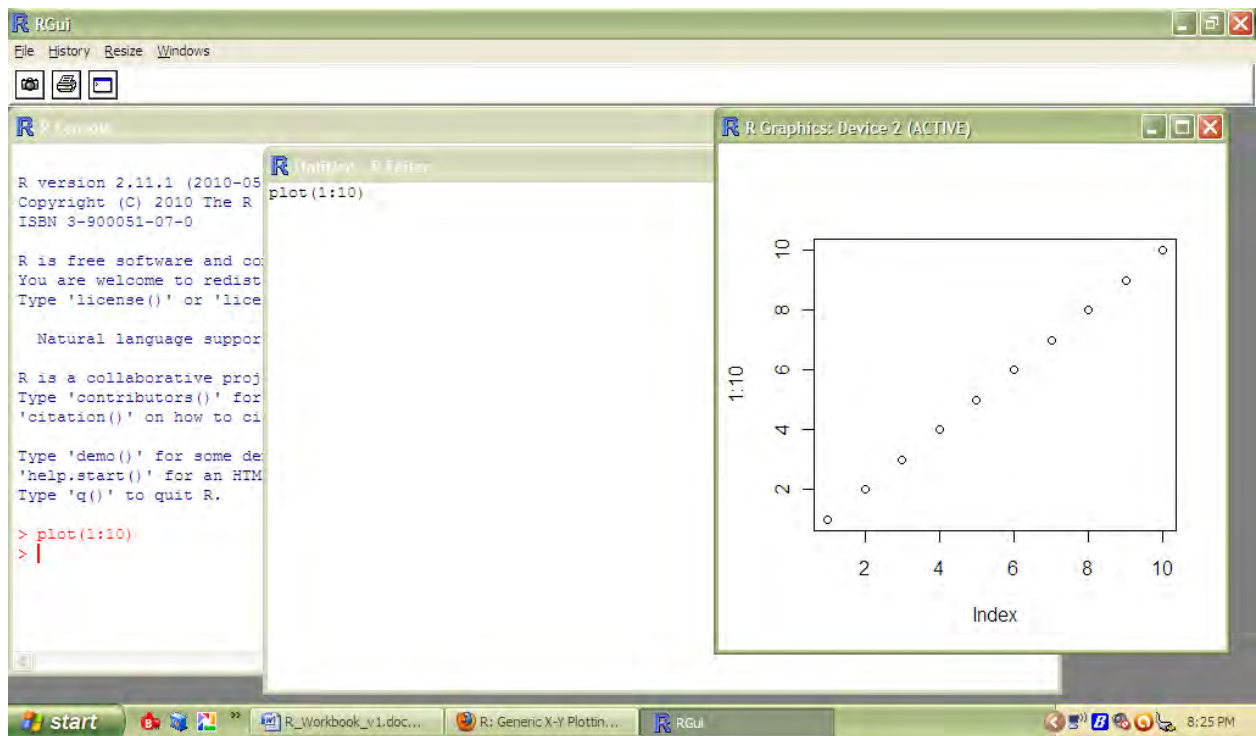 RGui
File History Resize Windows
R Console
R version 2.11.1 (2010-05
Copyright (C) 2010 The R
ISBN 3-900051-07-0
R is free software and co
You are welcome to redist
Type 'license()' or 'lice
Natural language suppor
R is a collaborative proj
Type 'contributors()' for
'citation()' on how to ci
Type 'demo()' for some de
'help.start()' for an HTM
Type 'q()' to quit R.
> plot(1:10)
>
Untitled - R Editor
plot(1:10)
R Graphics: Device 2 (ACTIVE)
10
8
6
4
2
1:10
2 4 6 8 10
Index
start
R_Workbook_v1.doc...
R: Generic X-Y Plottin...
RGui
8:25 PM